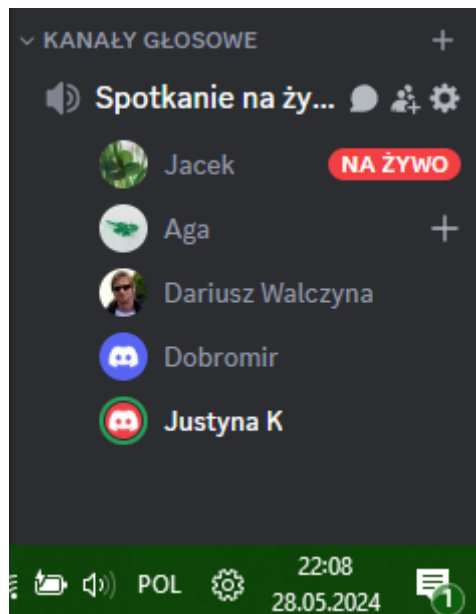 KANAŁY GŁOSOWE
Spotkanie na ży...
Jacek NA ŻYWO
Aga
Dariusz Walczyna
Dobromir
Justyna K
POL 22:08
28.05.2024
1